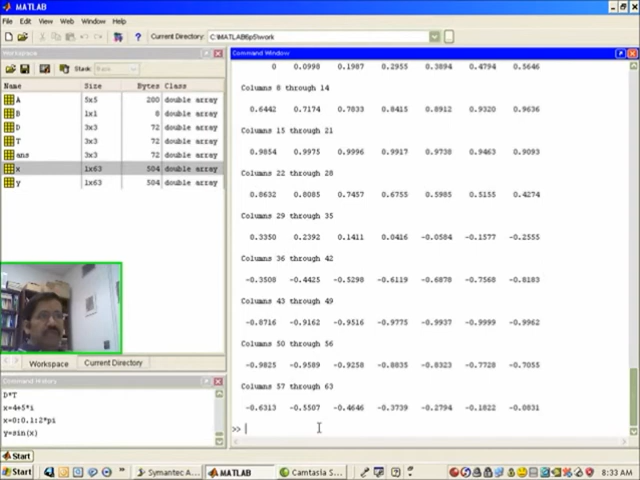 MATLAB
File Edit View Web Window Help
Current Directory: C:\MATLAB6p5\work
Workspace
Stack: Base
Name Size Bytes Class
A 5x5 200 double array
B 1x1 8 double array
D 3x3 72 double array
T 3x3 72 double array
ans 3x3 72 double array
x 1x63 504 double array
y 1x63 504 double array
Workspace Current Directory
Command History
D*T
x=4+5*i
x=0:0.1:2*pi
y=sin(x)
Command Window
0 0.0998 0.1987 0.2955 0.3894 0.4794 0.5646
Columns 8 through 14
0.6442 0.7174 0.7833 0.8415 0.8912 0.9320 0.9636
Columns 15 through 21
0.9854 0.9975 0.9996 0.9917 0.9738 0.9463 0.9093
Columns 22 through 28
0.8632 0.8085 0.7457 0.6755 0.5985 0.5155 0.4274
Columns 29 through 35
0.3350 0.2392 0.1411 0.0416 -0.0584 -0.1577 -0.2555
Columns 36 through 42
-0.3508 -0.4425 -0.5298 -0.6119 -0.6878 -0.7568 -0.8183
Columns 43 through 49
-0.8716 -0.9162 -0.9516 -0.9775 -0.9937 -0.9999 -0.9962
Columns 50 through 56
-0.9825 -0.9589 -0.9258 -0.8835 -0.8323 -0.7728 -0.7055
Columns 57 through 63
-0.6313 -0.5507 -0.4646 -0.3739 -0.2794 -0.1822 -0.0831
>>
Start
Start Symantec A... MATLAB Camtasia S... 8:33 AM